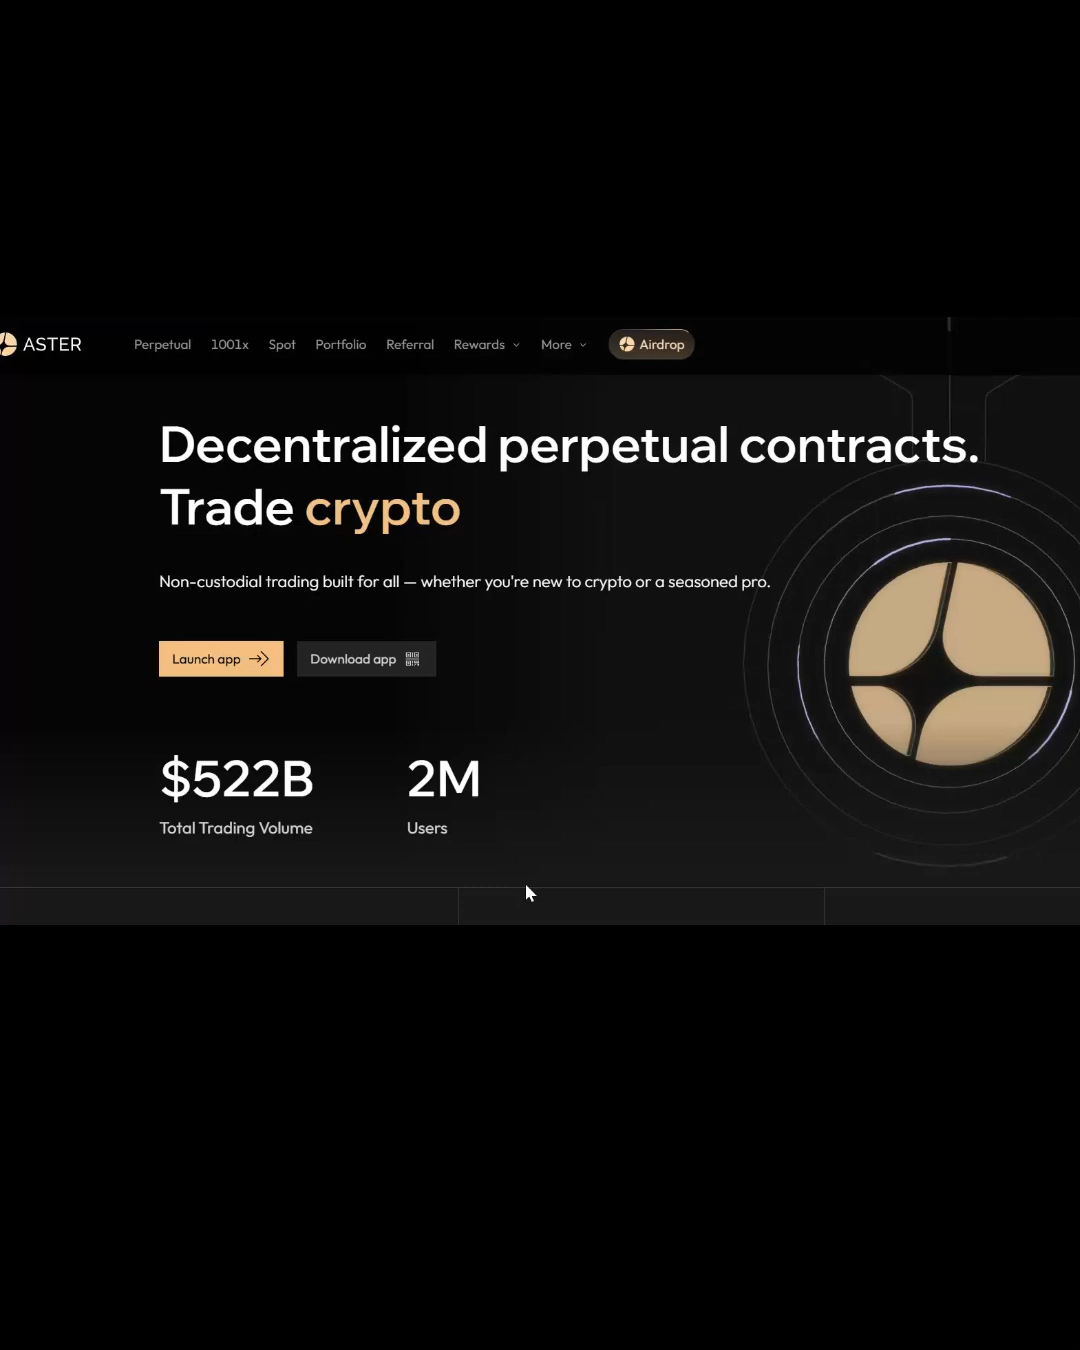 ASTER
Perpetual 1001x Spot Portfolio Referral Rewards More Airdrop
Decentralized perpetual contracts.
Trade crypto
Non-custodial trading built for all — whether you're new to crypto or a seasoned pro.
Launch app Download app
$522B 2M
Total Trading Volume Users